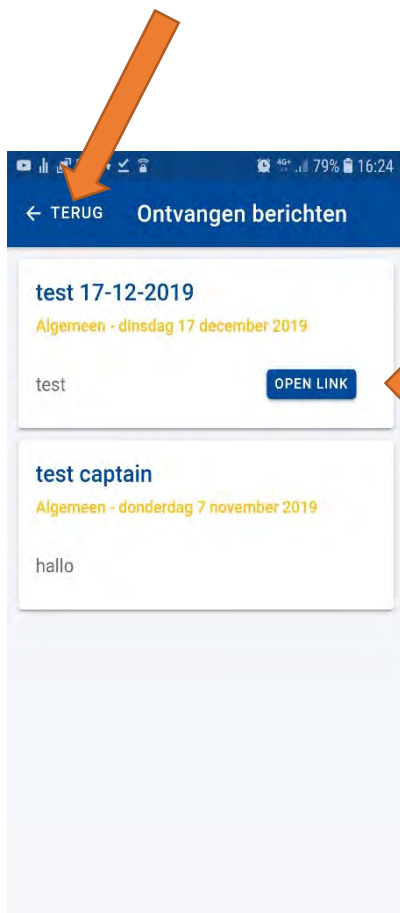 4G+ 79% 16:24
← TERUG Ontvangen berichten
test 17-12-2019
Algemeen - dinsdag 17 december 2019
test OPEN LINK
test captain
Algemeen - donderdag 7 november 2019
hallo